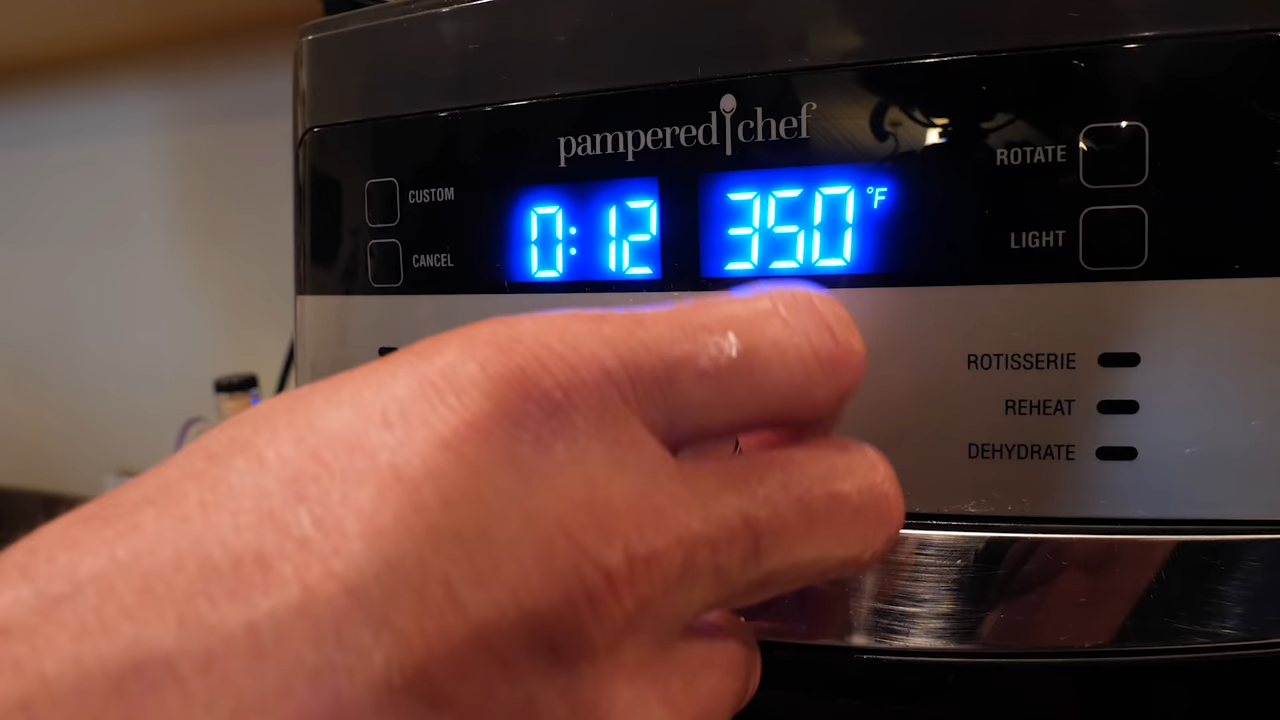 pampered chef
CUSTOM
CANCEL
0:12
350 °F
ROTATE
LIGHT
ROTISSERIE
REHEAT
DEHYDRATE